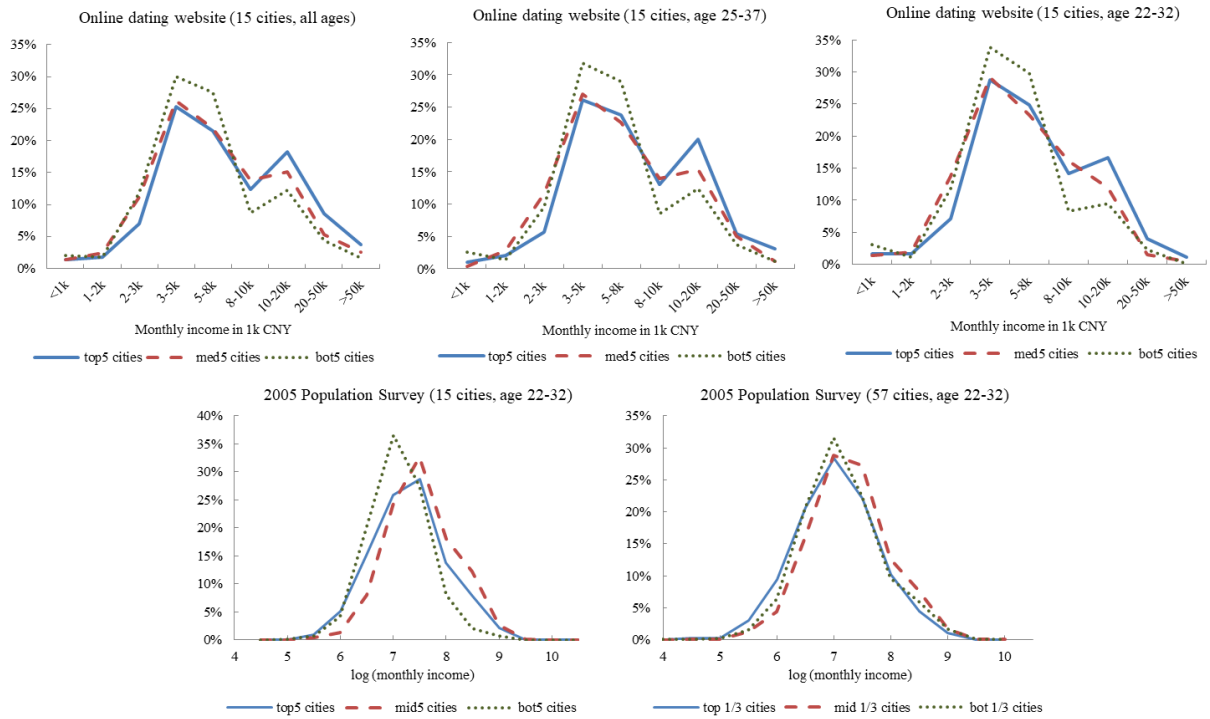 Online dating website (15 cities, all ages)
35%
30%
25%
20%
15%
10%
5%
0%
<1k
1-2k
2-3k
3-5k
5-8k
8-10k
10-20k
20-50k
>50k
Monthly income in 1k CNY
top5 cities med5 cities bot5 cities
Online dating website (15 cities, age 25-37)
35%
30%
25%
20%
15%
10%
5%
0%
<1k
1-2k
2-3k
3-5k
5-8k
8-10k
10-20k
20-50k
>50k
Monthly income in 1k CNY
top5 cities med5 cities bot5 cities
Online dating website (15 cities, age 22-32)
35%
30%
25%
20%
15%
10%
5%
0%
<1k
1-2k
2-3k
3-5k
5-8k
8-10k
10-20k
20-50k
>50k
Monthly income in 1k CNY
top5 cities med5 cities bot5 cities
2005 Population Survey (15 cities, age 22-32)
40%
35%
30%
25%
20%
15%
10%
5%
0%
4 5 6 7 8 9 10
log (monthly income)
top5 cities mid5 cities bot5 cities
2005 Population Survey (57 cities, age 22-32)
35%
30%
25%
20%
15%
10%
5%
0%
4 5 6 7 8 9 10
log (monthly income)
top 1/3 cities mid 1/3 cities bot 1/3 cities